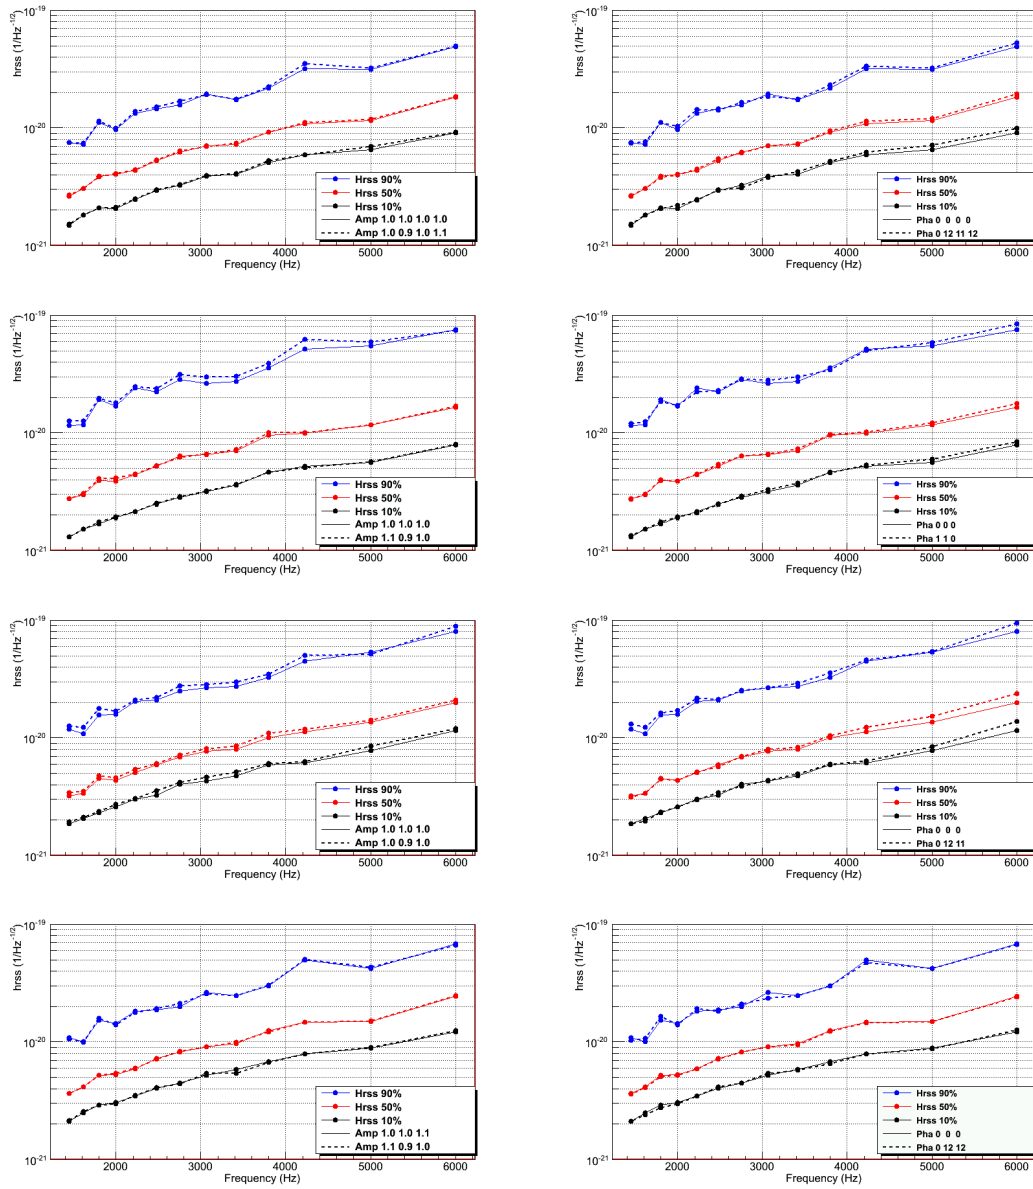 hrss (1/Hz^-1/2)
10^-19
10^-20
10^-21
Hrss 90%
Hrss 50%
Hrss 10%
Amp 1.0 1.0 1.0 1.0
Amp 1.0 0.9 1.0 1.1
2000 3000 4000 5000 6000
Frequency (Hz)
hrss (1/Hz^-1/2)
10^-19
10^-20
10^-21
Hrss 90%
Hrss 50%
Hrss 10%
Pha 0 0 0 0
Pha 0 12 11 12
2000 3000 4000 5000 6000
Frequency (Hz)
hrss (1/Hz^-1/2)
10^-19
10^-20
10^-21
Hrss 90%
Hrss 50%
Hrss 10%
Amp 1.0 1.0 1.0
Amp 1.1 0.9 1.0
2000 3000 4000 5000 6000
Frequency (Hz)
hrss (1/Hz^-1/2)
10^-19
10^-20
10^-21
Hrss 90%
Hrss 50%
Hrss 10%
Pha 0 0 0
Pha 1 1 0
2000 3000 4000 5000 6000
Frequency (Hz)
hrss (1/Hz^-1/2)
10^-19
10^-20
10^-21
Hrss 90%
Hrss 50%
Hrss 10%
Amp 1.0 1.0 1.0
Amp 1.0 0.9 1.0
2000 3000 4000 5000 6000
Frequency (Hz)
hrss (1/Hz^-1/2)
10^-19
10^-20
10^-21
Hrss 90%
Hrss 50%
Hrss 10%
Pha 0 0 0
Pha 0 12 11
2000 3000 4000 5000 6000
Frequency (Hz)
hrss (1/Hz^-1/2)
10^-19
10^-20
10^-21
Hrss 90%
Hrss 50%
Hrss 10%
Amp 1.0 1.0 1.1
Amp 1.1 0.9 1.0
2000 3000 4000 5000 6000
Frequency (Hz)
hrss (1/Hz^-1/2)
10^-19
10^-20
10^-21
Hrss 90%
Hrss 50%
Hrss 10%
Pha 0 0 0
Pha 0 12 12
2000 3000 4000 5000 6000
Frequency (Hz)